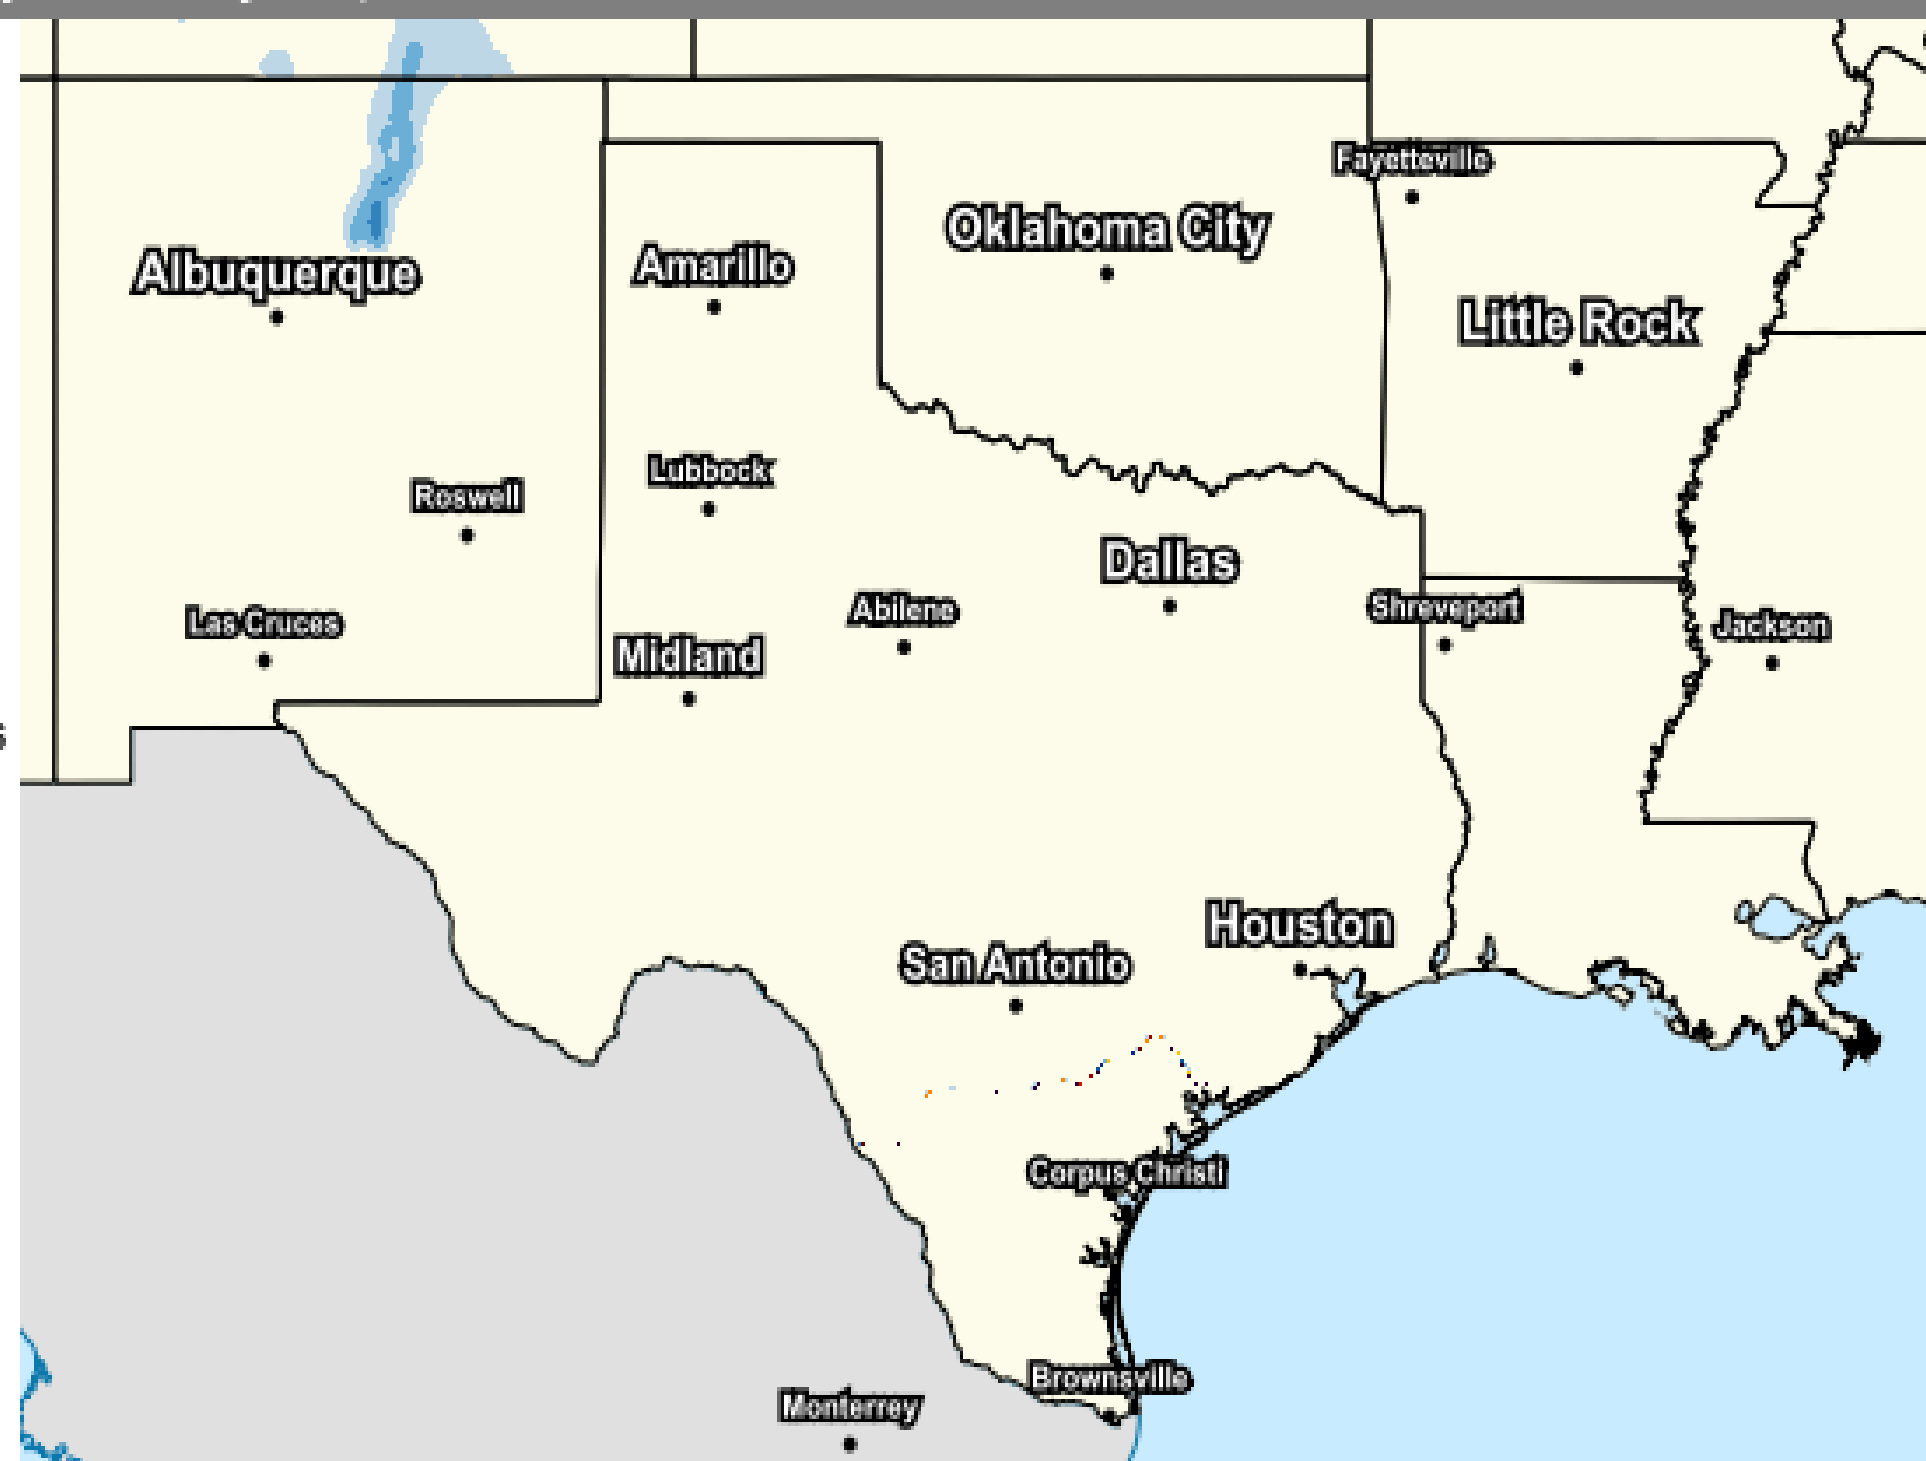 Fayetteville
Oklahoma City
Albuquerque
Amarillo
Little Rock
Lubbock
Roswell
Dallas
Abilene
Shreveport
Las Cruces
Jackson
Midland
Houston
San Antonio
Corpus Christi
Brownsville
Monterrey